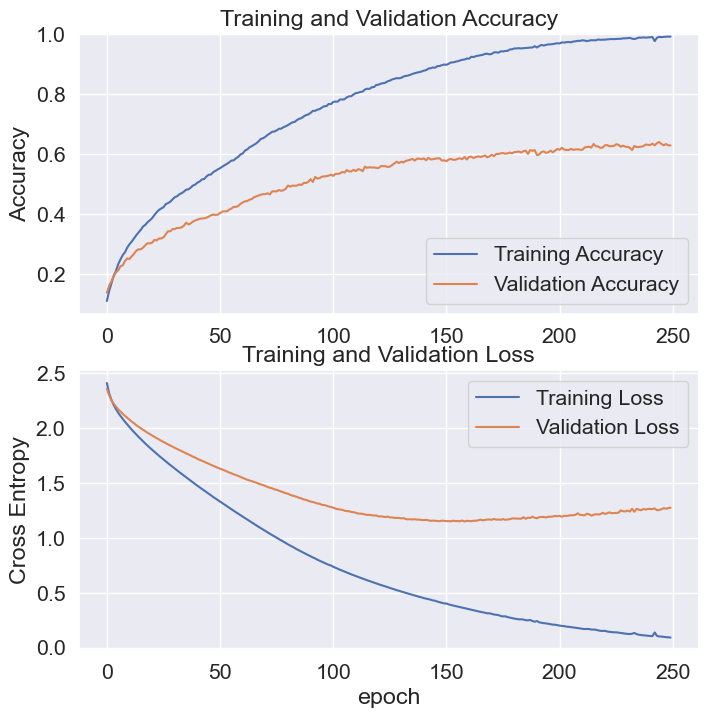 Training and Validation Accuracy
Accuracy
1.0
0.8
0.6
0.4
0.2
Training Accuracy
Validation Accuracy
0 50 100 150 200 250
Training and Validation Loss
Cross Entropy
2.5
2.0
1.5
1.0
0.5
0.0
Training Loss
Validation Loss
0 50 100 150 200 250
epoch